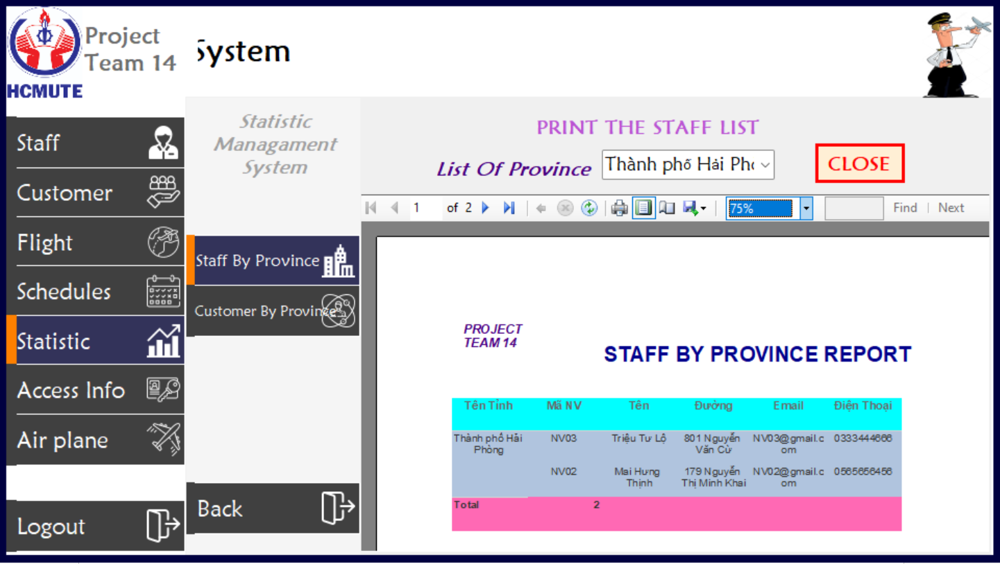 Project
Team 14
HCMUTE
System
Staff
Customer
Flight
Schedules
Statistic
Access Info
Air plane
Logout
Statistic
Managament
System
Staff By Province
Customer By Province
Back
PRINT THE STAFF LIST
List Of Province
Thành phố Hải Phò
CLOSE
1 of 2
75%
Find | Next
PROJECT
TEAM 14
STAFF BY PROVINCE REPORT
Tên Tỉnh Mã NV Tên Đường Email Điện Thoại
Thành phố Hải NV03 Triệu Tư Lộ 801 Nguyễn NV03@gmail.c 0333444666
Phòng Văn Cừ om
NV02 Mai Hưng 179 Nguyễn NV02@gmail.c 0565656456
Thịnh Thị Minh Khai om
Total 2